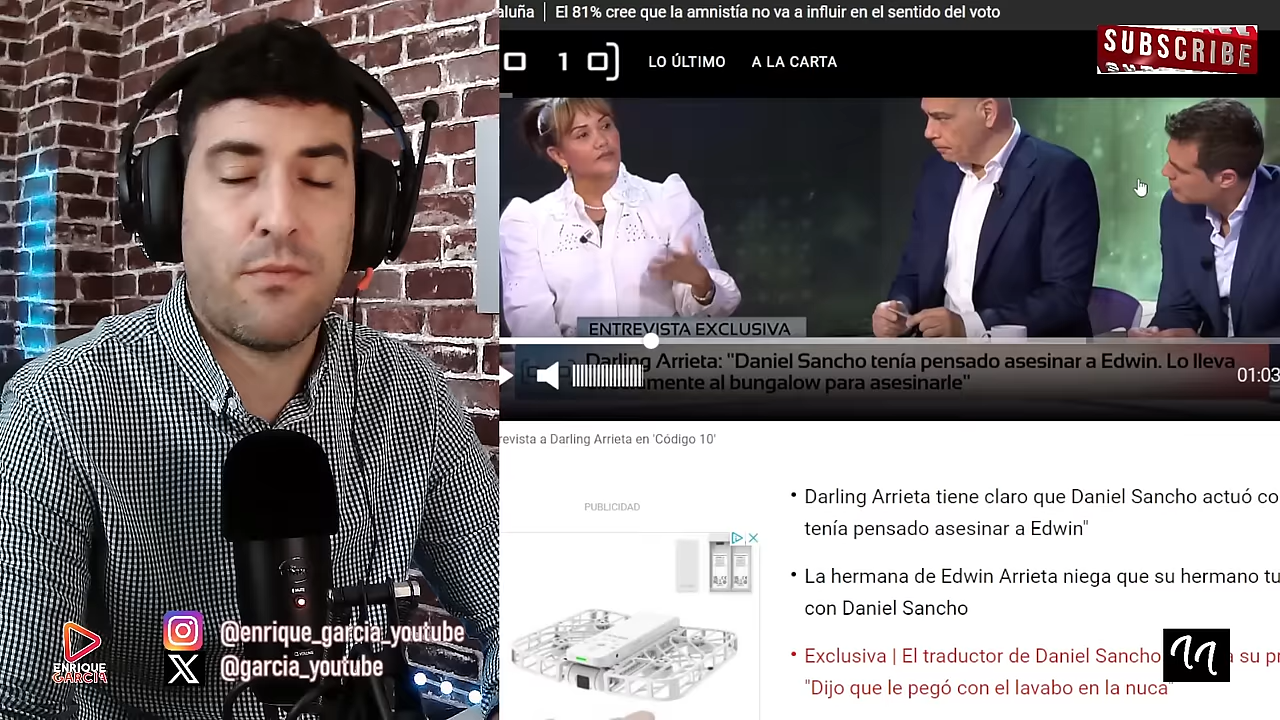 aluña | El 81% cree que la amnistía no va a influir en el sentido del voto
SUBSCRIBE
1 LO ÚLTIMO A LA CARTA
ENTREVISTA EXCLUSIVA
Darling Arrieta: "Daniel Sancho tenía pensado asesinar a Edwin. Lo lleva
al bungalow para asesinarle"
01:03
revista a Darling Arrieta en 'Código 10'
PUBLICIDAD
Darling Arrieta tiene claro que Daniel Sancho actuó co
tenía pensado asesinar a Edwin"
La hermana de Edwin Arrieta niega que su hermano tu
con Daniel Sancho
Exclusiva | El traductor de Daniel Sancho a su pr
"Dijo que le pegó con el lavabo en la nuca"
@enrique_garcia_youtube
@garcia_youtube
ENRIQUE
GARCIA